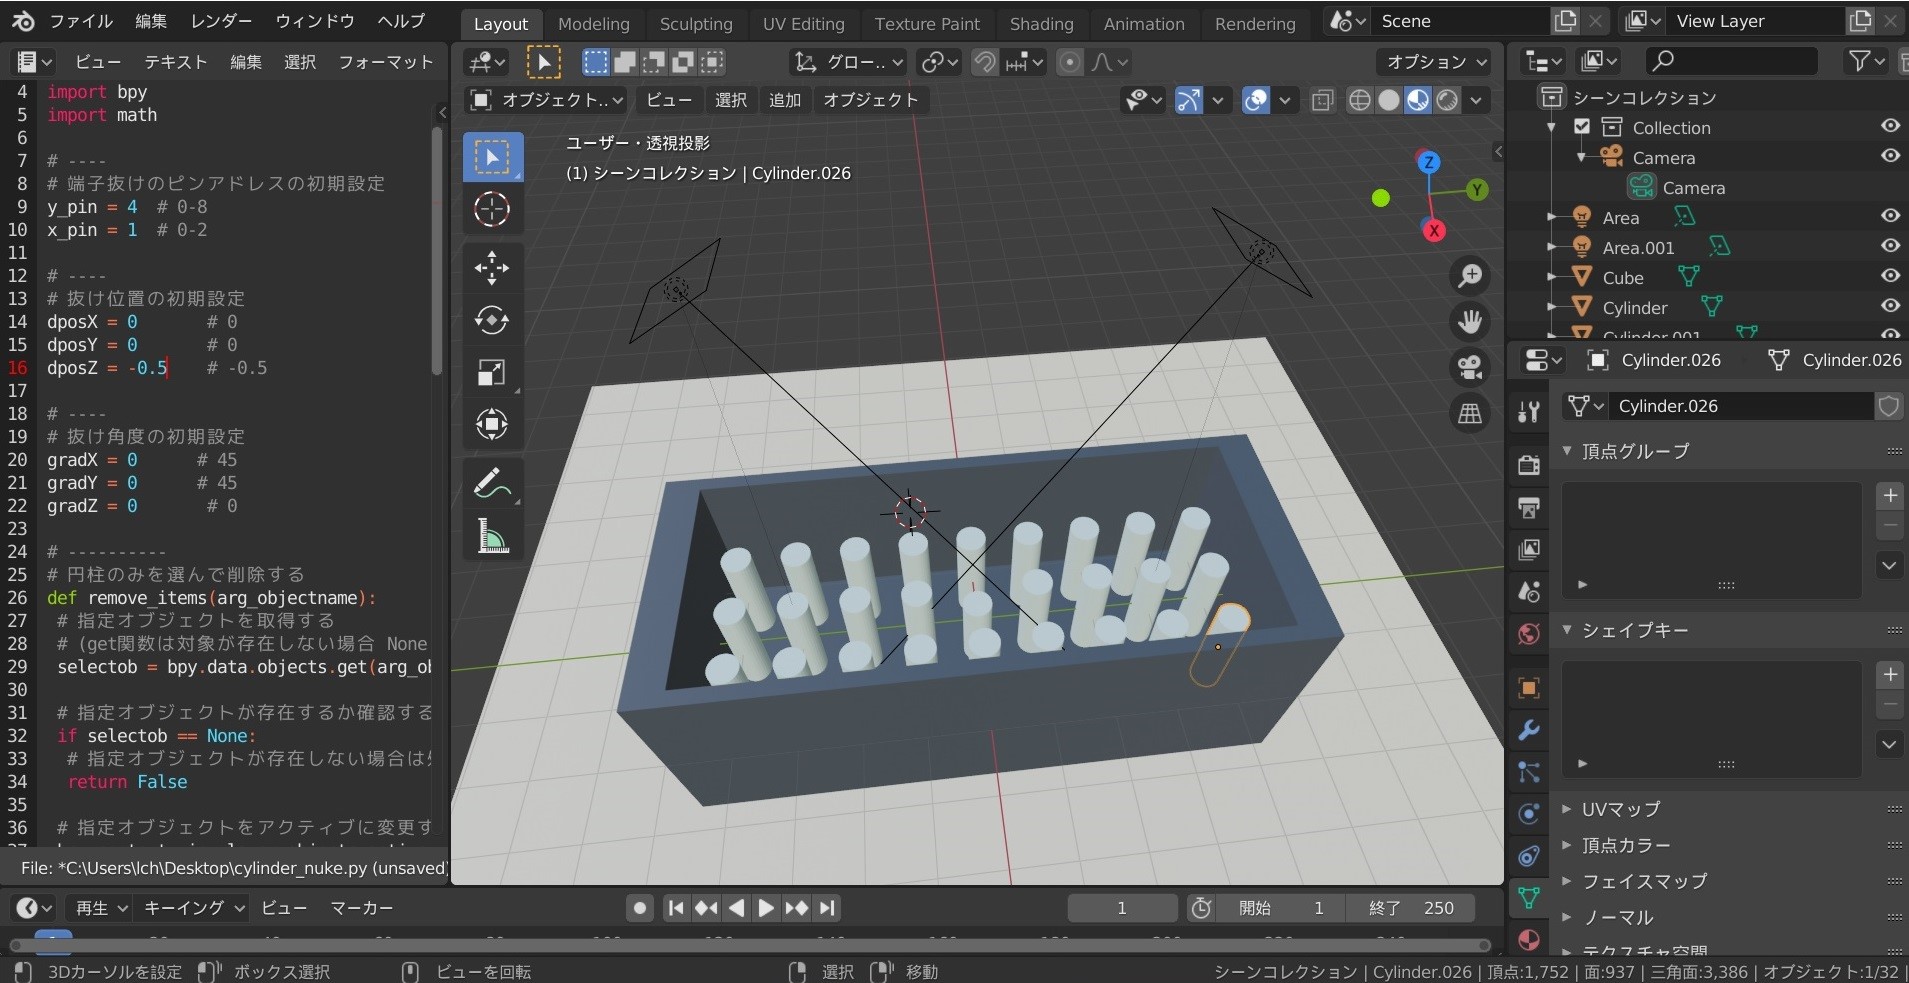 ファイル 編集 レンダー ウィンドウ ヘルプ Layout Modeling Sculpting UV Editing Texture Paint Shading Animation Rendering Scene View Layer
ビュー テキスト 編集 選択 フォーマット
グロー.. オプション
オブジェクト.. ビュー 選択 追加 オブジェクト
4 import bpy
5 import math
6
7 # ----
8 # 端子抜けのピンアドレスの初期設定
9 y_pin = 4 # 0-8
10 x_pin = 1 # 0-2
11
12 # ----
13 # 抜け位置の初期設定
14 dposX = 0 # 0
15 dposY = 0 # 0
16 dposZ = -0.5 # -0.5
17
18 # ----
19 # 抜け角度の初期設定
20 gradX = 0 # 45
21 gradY = 0 # 45
22 gradZ = 0 # 0
23
24 # ----------
25 # 円柱のみを選んで削除する
26 def remove_items(arg_objectname):
27 # 指定オブジェクトを取得する
28 # (get関数は対象が存在しない場合 None
29 selectob = bpy.data.objects.get(arg_ob
30
31 # 指定オブジェクトが存在するか確認する
32 if selectob == None:
33 # 指定オブジェクトが存在しない場合は
34 return False
35
36 # 指定オブジェクトをアクティブに変更す
File: *C:\Users\lch\Desktop\cylinder_nuke.py (unsaved)
ユーザー・透視投影
(1) シーンコレクション | Cylinder.026
Z
Y
X
シーンコレクション
Collection
Camera
Camera
Area
Area.001
Cube
Cylinder
Cylinder.001
Cylinder.026 Cylinder.026
Cylinder.026
頂点グループ
シェイプキー
UVマップ
頂点カラー
フェイスマップ
ノーマル
テクスチャ空間
再生 キーイング ビュー マーカー 1 開始 1 終了 250
3Dカーソルを設定 ボックス選択 ビューを回転 選択 移動 シーンコレクション | Cylinder.026 | 頂点:1,752 | 面:937 | 三角面:3,386 | オブジェクト:1/32 |